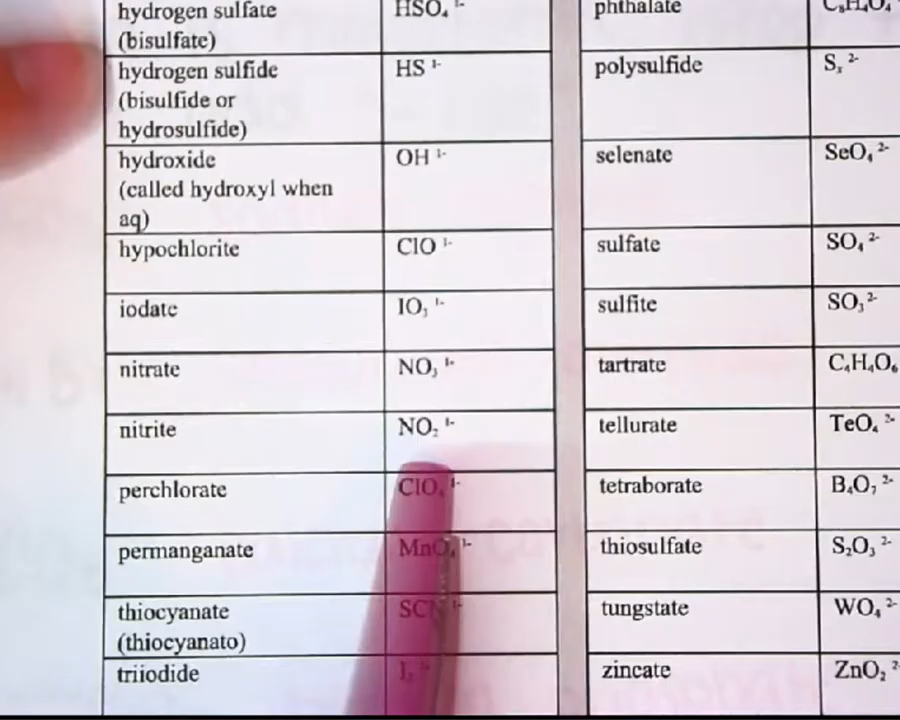 hydrogen sulfate HSO₄ ¹⁻ phthalate
(bisulfate)
hydrogen sulfide HS ¹⁻ polysulfide Sₓ ²⁻
(bisulfide or
hydrosulfide)
hydroxide OH ¹⁻ selenate SeO₄ ²⁻
(called hydroxyl when
aq)
hypochlorite ClO ¹⁻ sulfate SO₄ ²⁻
iodate IO₃ ¹⁻ sulfite SO₃ ²⁻
nitrate NO₃ ¹⁻ tartrate C₄H₄O₆
nitrite NO₂ ¹⁻ tellurate TeO₄ ²⁻
perchlorate ClO₄ ¹⁻ tetraborate B₄O₇ ²⁻
permanganate MnO₄ ¹⁻ thiosulfate S₂O₃ ²⁻
thiocyanate SCN ¹⁻ tungstate WO₄ ²⁻
(thiocyanato)
triiodide zincate ZnO₂ ²⁻